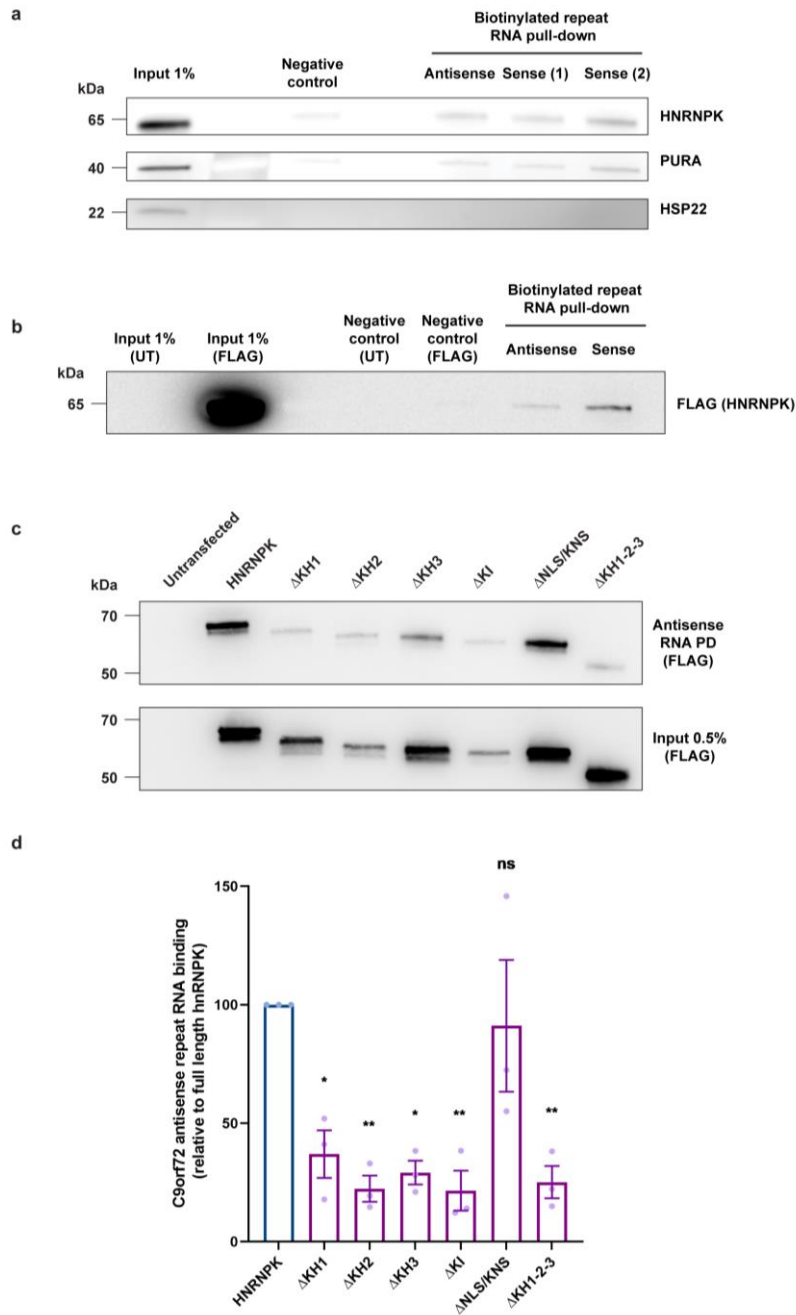 a
Biotinylated repeat
RNA pull-down
Input 1%
Negative
control
Antisense
Sense (1)
Sense (2)
kDa
65
HNRNPK
40
PURA
22
HSP22
b
Biotinylated repeat
RNA pull-down
Input 1%
(UT)
Input 1%
(FLAG)
Negative
control
(UT)
Negative
control
(FLAG)
Antisense
Sense
kDa
65
FLAG (HNRNPK)
c
Untransfected
HNRNPK
ΔKH1
ΔKH2
ΔKH3
ΔKI
ΔNLS/KNS
ΔKH1-2-3
kDa
70
50
Antisense
RNA PD
(FLAG)
70
50
Input 0.5%
(FLAG)
d
C9orf72 antisense repeat RNA binding
(relative to full length hnRNPK)
150
100
50
0
*
**
*
**
ns
**
HNRNPK
ΔKH1
ΔKH2
ΔKH3
ΔKI
ΔNLS/KNS
ΔKH1-2-3